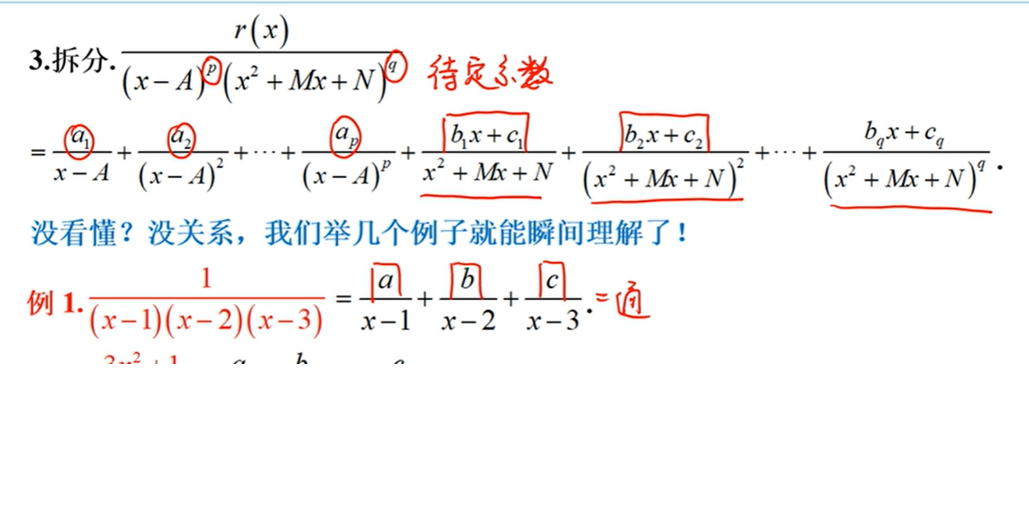 3.拆分. r(x) / ((x−A)^p (x²+Mx+N)^q) 待定系数
= a₁/(x−A) + a₂/(x−A)² + ⋯ + a_p/(x−A)^p + (b₁x+c₁)/(x²+Mx+N) + (b₂x+c₂)/(x²+Mx+N)² + ⋯ + (b_qx+c_q)/(x²+Mx+N)^q .
没看懂？没关系，我们举几个例子就能瞬间理解了！
例 1. 1/((x−1)(x−2)(x−3)) = a/(x−1) + b/(x−2) + c/(x−3) . = 通